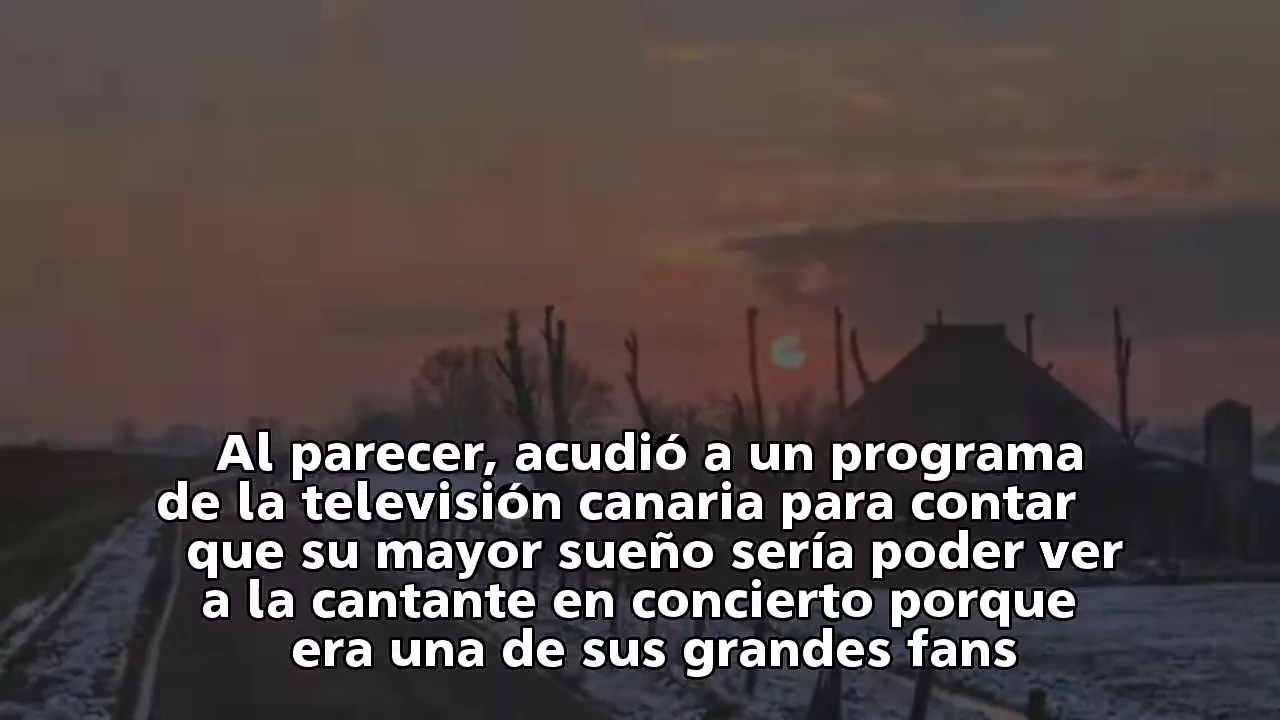 Al parecer, acudió a un programa
de la televisión canaria para contar
que su mayor sueño sería poder ver
a la cantante en concierto porque
era una de sus grandes fans